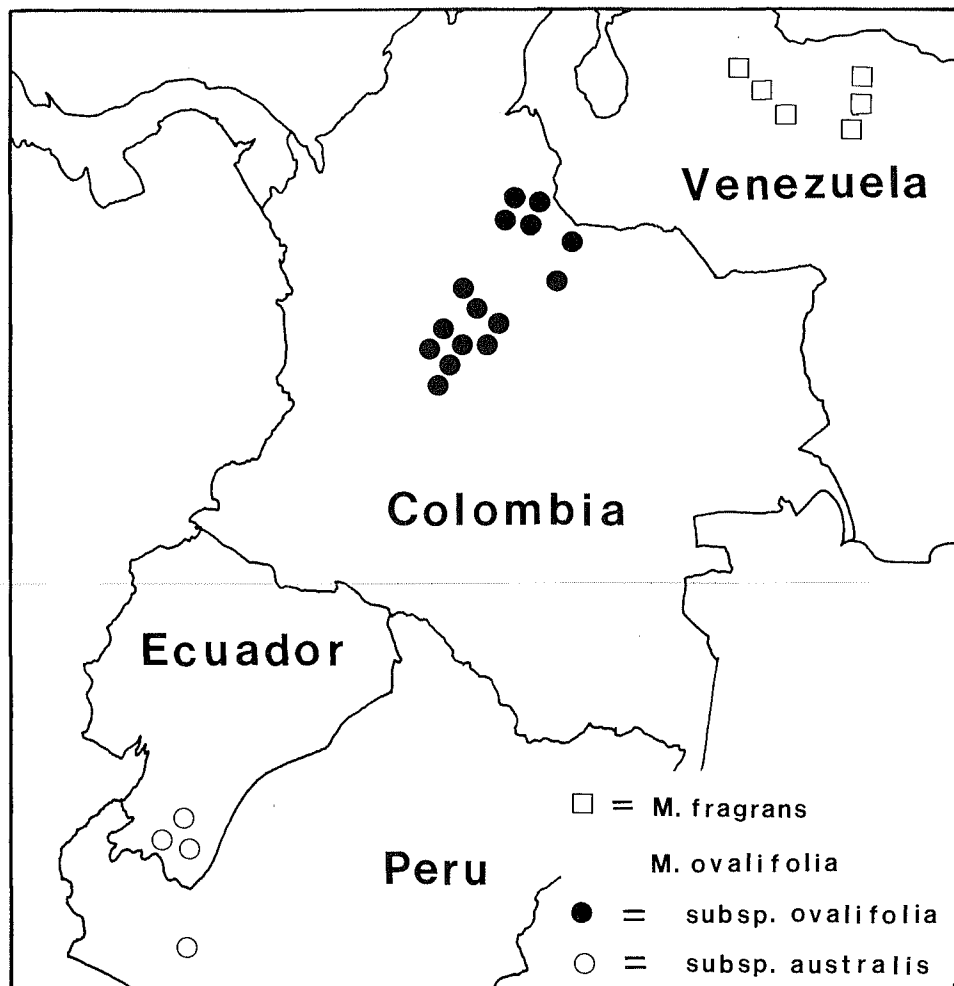 Venezuela
Colombia
Ecuador
Peru
□ = M. fragrans
M. ovalifolia
● = subsp. ovalifolia
○ = subsp. australis